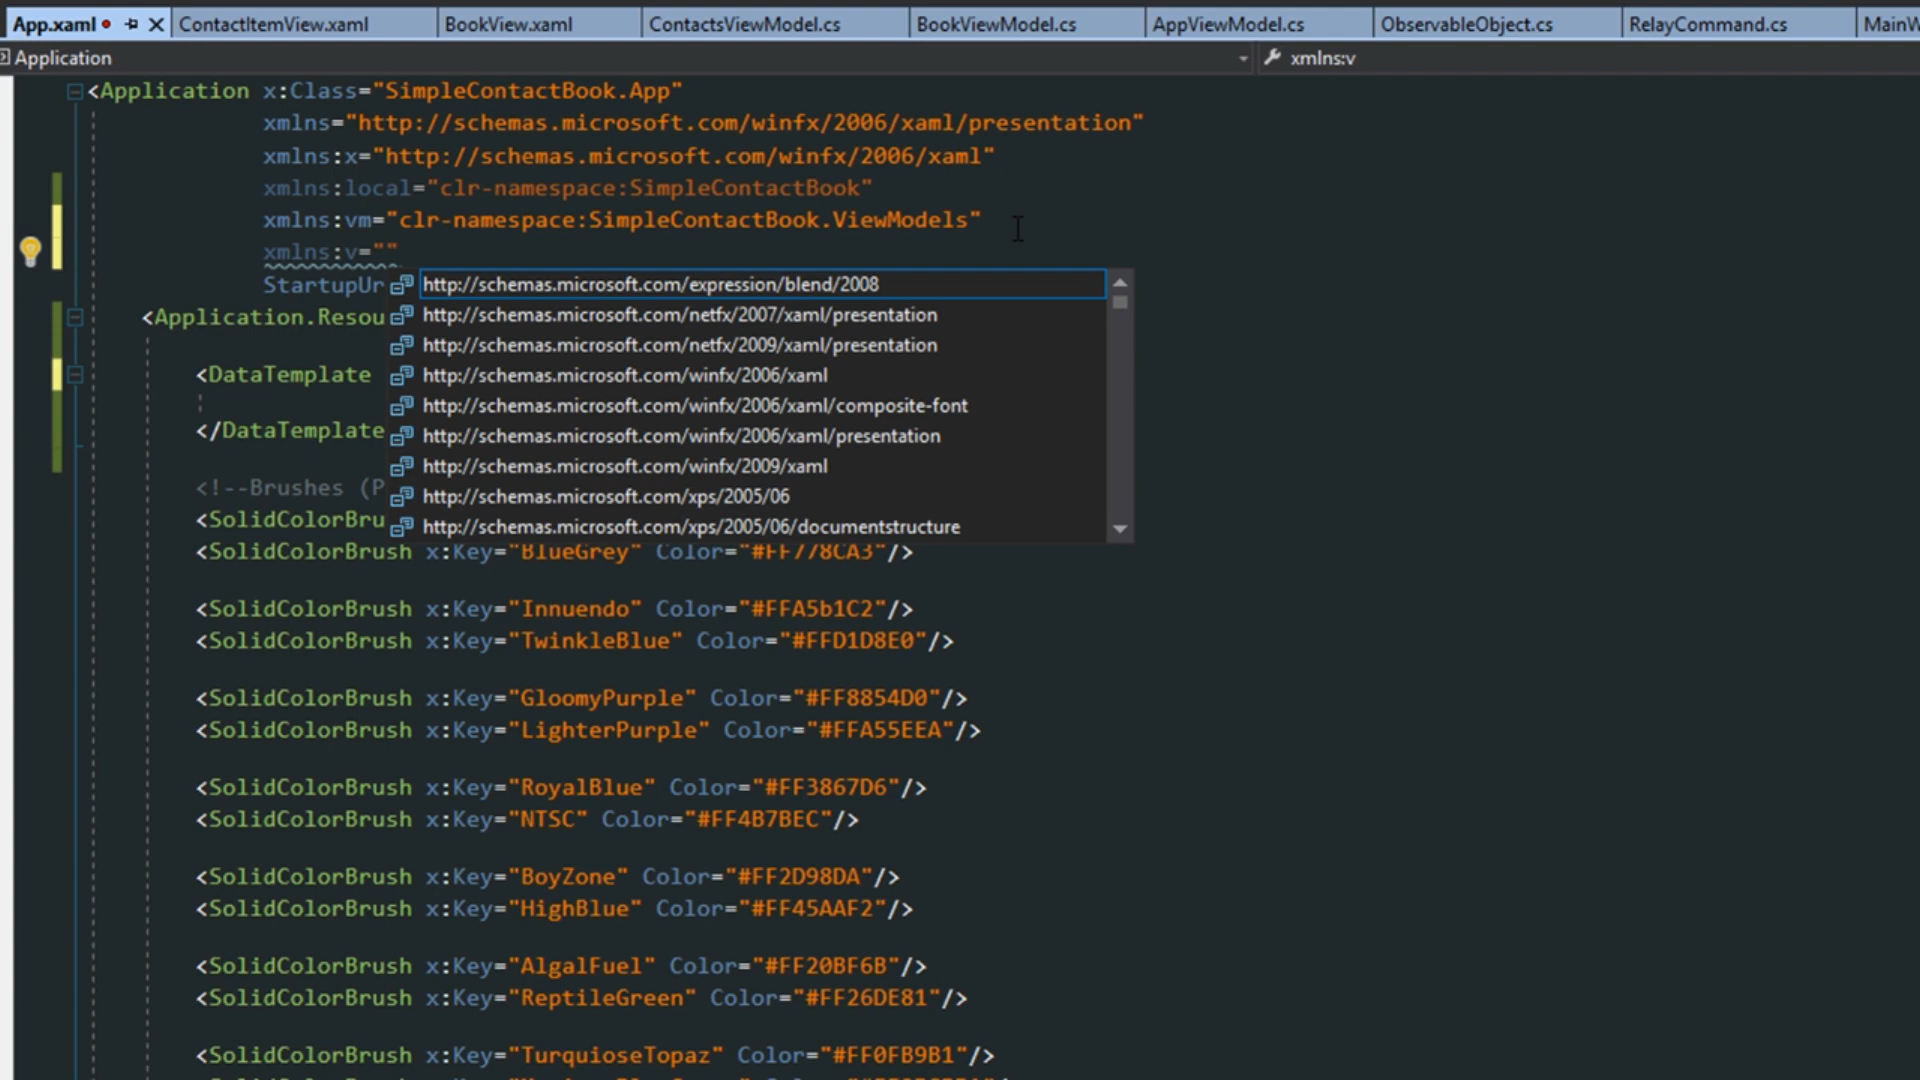 App.xaml ContactItemView.xaml BookView.xaml ContactsViewModel.cs BookViewModel.cs AppViewModel.cs ObservableObject.cs RelayCommand.cs MainW
Application xmlns:v
<Application x:Class="SimpleContactBook.App"
xmlns="http://schemas.microsoft.com/winfx/2006/xaml/presentation"
xmlns:x="http://schemas.microsoft.com/winfx/2006/xaml"
xmlns:local="clr-namespace:SimpleContactBook"
xmlns:vm="clr-namespace:SimpleContactBook.ViewModels"
xmlns:v=""
StartupUr http://schemas.microsoft.com/expression/blend/2008
<Application.Resou http://schemas.microsoft.com/netfx/2007/xaml/presentation
http://schemas.microsoft.com/netfx/2009/xaml/presentation
<DataTemplate http://schemas.microsoft.com/winfx/2006/xaml
http://schemas.microsoft.com/winfx/2006/xaml/composite-font
</DataTemplate http://schemas.microsoft.com/winfx/2006/xaml/presentation
http://schemas.microsoft.com/winfx/2009/xaml
<!--Brushes (P http://schemas.microsoft.com/xps/2005/06
<SolidColorBru http://schemas.microsoft.com/xps/2005/06/documentstructure
<SolidColorBrush x:Key="BlueGrey" Color="#FF778CA3"/>
<SolidColorBrush x:Key="Innuendo" Color="#FFA5b1C2"/>
<SolidColorBrush x:Key="TwinkleBlue" Color="#FFD1D8E0"/>
<SolidColorBrush x:Key="GloomyPurple" Color="#FF8854D0"/>
<SolidColorBrush x:Key="LighterPurple" Color="#FFA55EEA"/>
<SolidColorBrush x:Key="RoyalBlue" Color="#FF3867D6"/>
<SolidColorBrush x:Key="NTSC" Color="#FF4B7BEC"/>
<SolidColorBrush x:Key="BoyZone" Color="#FF2D98DA"/>
<SolidColorBrush x:Key="HighBlue" Color="#FF45AAF2"/>
<SolidColorBrush x:Key="AlgalFuel" Color="#FF20BF6B"/>
<SolidColorBrush x:Key="ReptileGreen" Color="#FF26DE81"/>
<SolidColorBrush x:Key="TurquioseTopaz" Color="#FF0FB9B1"/>